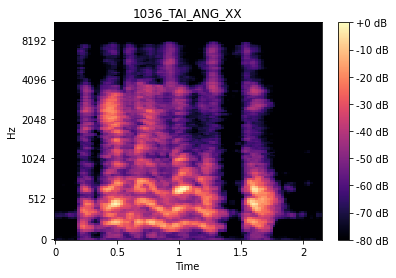 1036_TAI_ANG_XX
+0 dB
8192
-10 dB
4096
-20 dB
-30 dB
2048
Hz
-40 dB
1024
-50 dB
512
-60 dB
-70 dB
0
-80 dB
0 0.5 1 1.5 2
Time